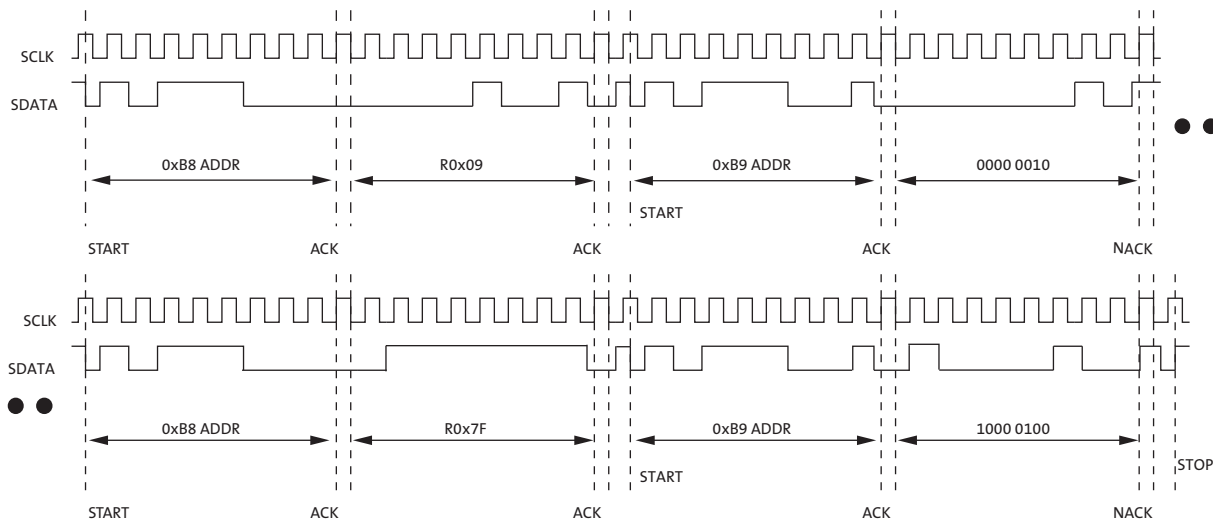 SCLK
SDATA
0xB8 ADDR R0x09 0xB9 ADDR 0000 0010
START
START ACK ACK ACK NACK
SCLK
SDATA
0xB8 ADDR R0x7F 0xB9 ADDR 1000 0100
START STOP
START ACK ACK ACK NACK